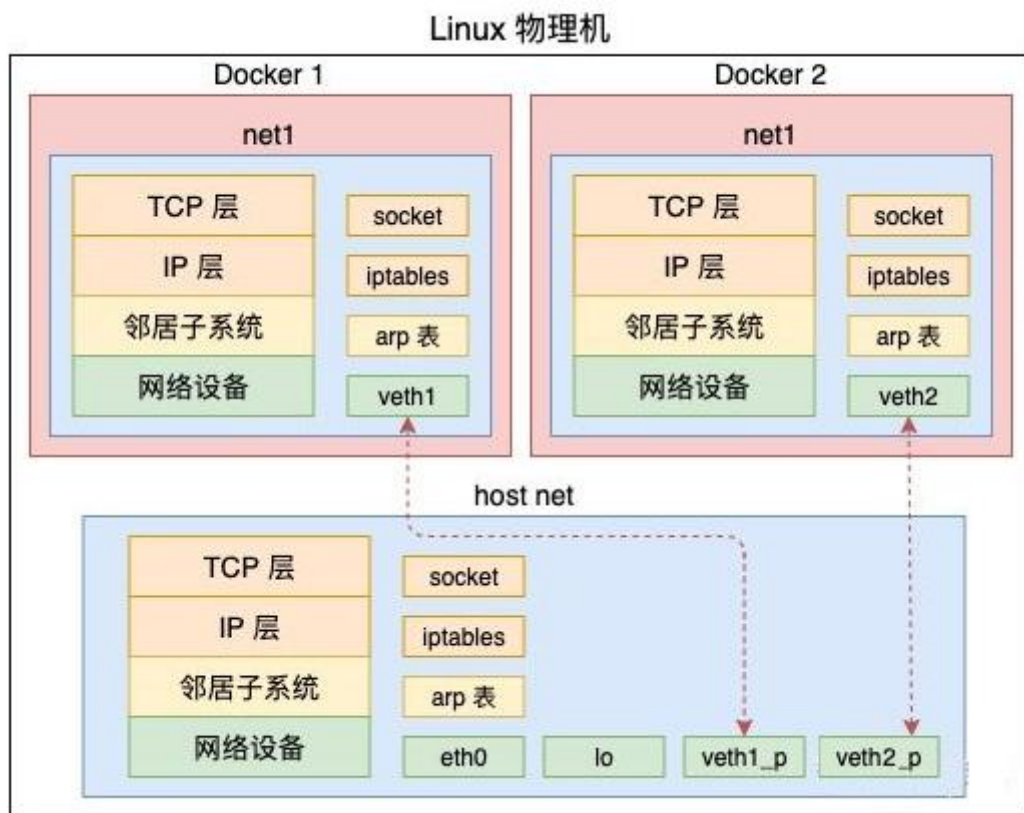 Linux 物理机
Docker 1
Docker 2
net1
net1
TCP 层
socket
TCP 层
socket
IP 层
iptables
IP 层
iptables
邻居子系统
arp 表
邻居子系统
arp 表
网络设备
veth1
网络设备
veth2
host net
TCP 层
socket
IP 层
iptables
邻居子系统
arp 表
网络设备
eth0
lo
veth1_p
veth2_p